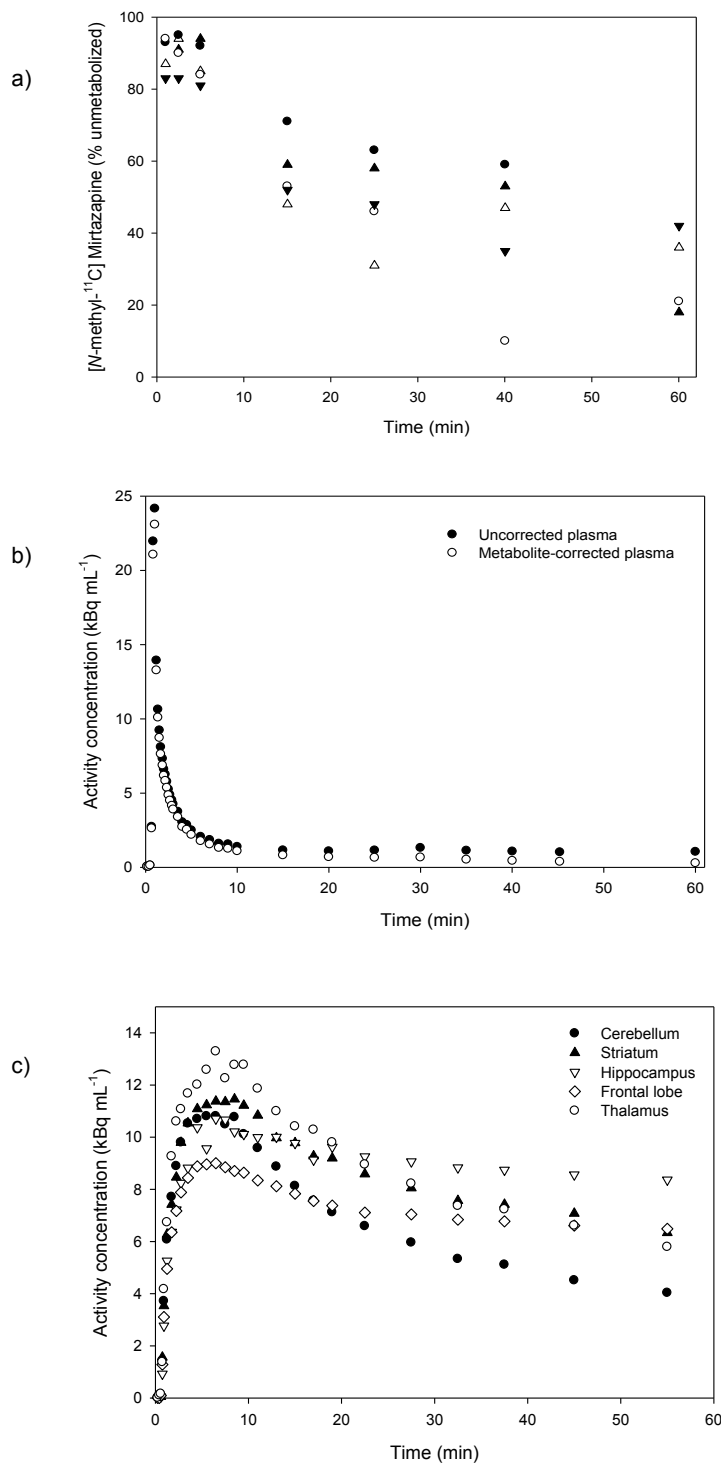 a)
[N-methyl-¹¹C] Mirtazapine (% unmetabolized)
100
80
60
40
20
0
0 10 20 30 40 50 60
Time (min)
b)
Activity concentration (kBq mL⁻¹)
25
20
15
10
5
0
Uncorrected plasma
Metabolite-corrected plasma
0 10 20 30 40 50 60
Time (min)
c)
Activity concentration (kBq mL⁻¹)
14
12
10
8
6
4
2
0
Cerebellum
Striatum
Hippocampus
Frontal lobe
Thalamus
0 10 20 30 40 50 60
Time (min)